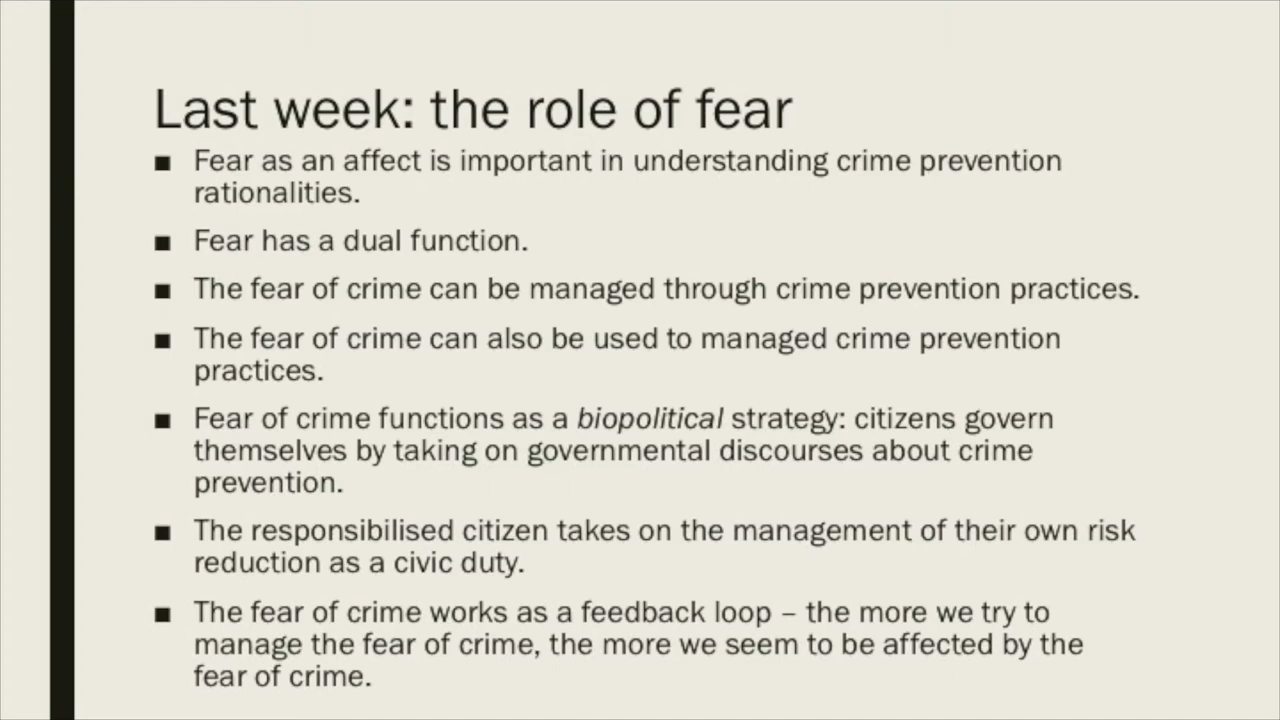 Last week: the role of fear
■ Fear as an affect is important in understanding crime prevention
rationalities.
■ Fear has a dual function.
■ The fear of crime can be managed through crime prevention practices.
■ The fear of crime can also be used to managed crime prevention
practices.
■ Fear of crime functions as a biopolitical strategy: citizens govern
themselves by taking on governmental discourses about crime
prevention.
■ The responsibilised citizen takes on the management of their own risk
reduction as a civic duty.
■ The fear of crime works as a feedback loop – the more we try to
manage the fear of crime, the more we seem to be affected by the
fear of crime.